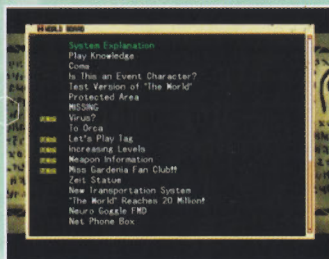 WORLD BOARD
System Explanation
Play Knowledge
Coma
Is This an Event Character?
Test Version of "The World"
Protected Area
MISSING
Virus?
To Orca
Let's Play Tag
Increasing Levels
Weapon Information
Miss Gardenia Fan Club!!
Zeit Statue
New Transportation System
"The World" Reaches 20 Million!
Neuro Goggle FMD
Net Phone Box